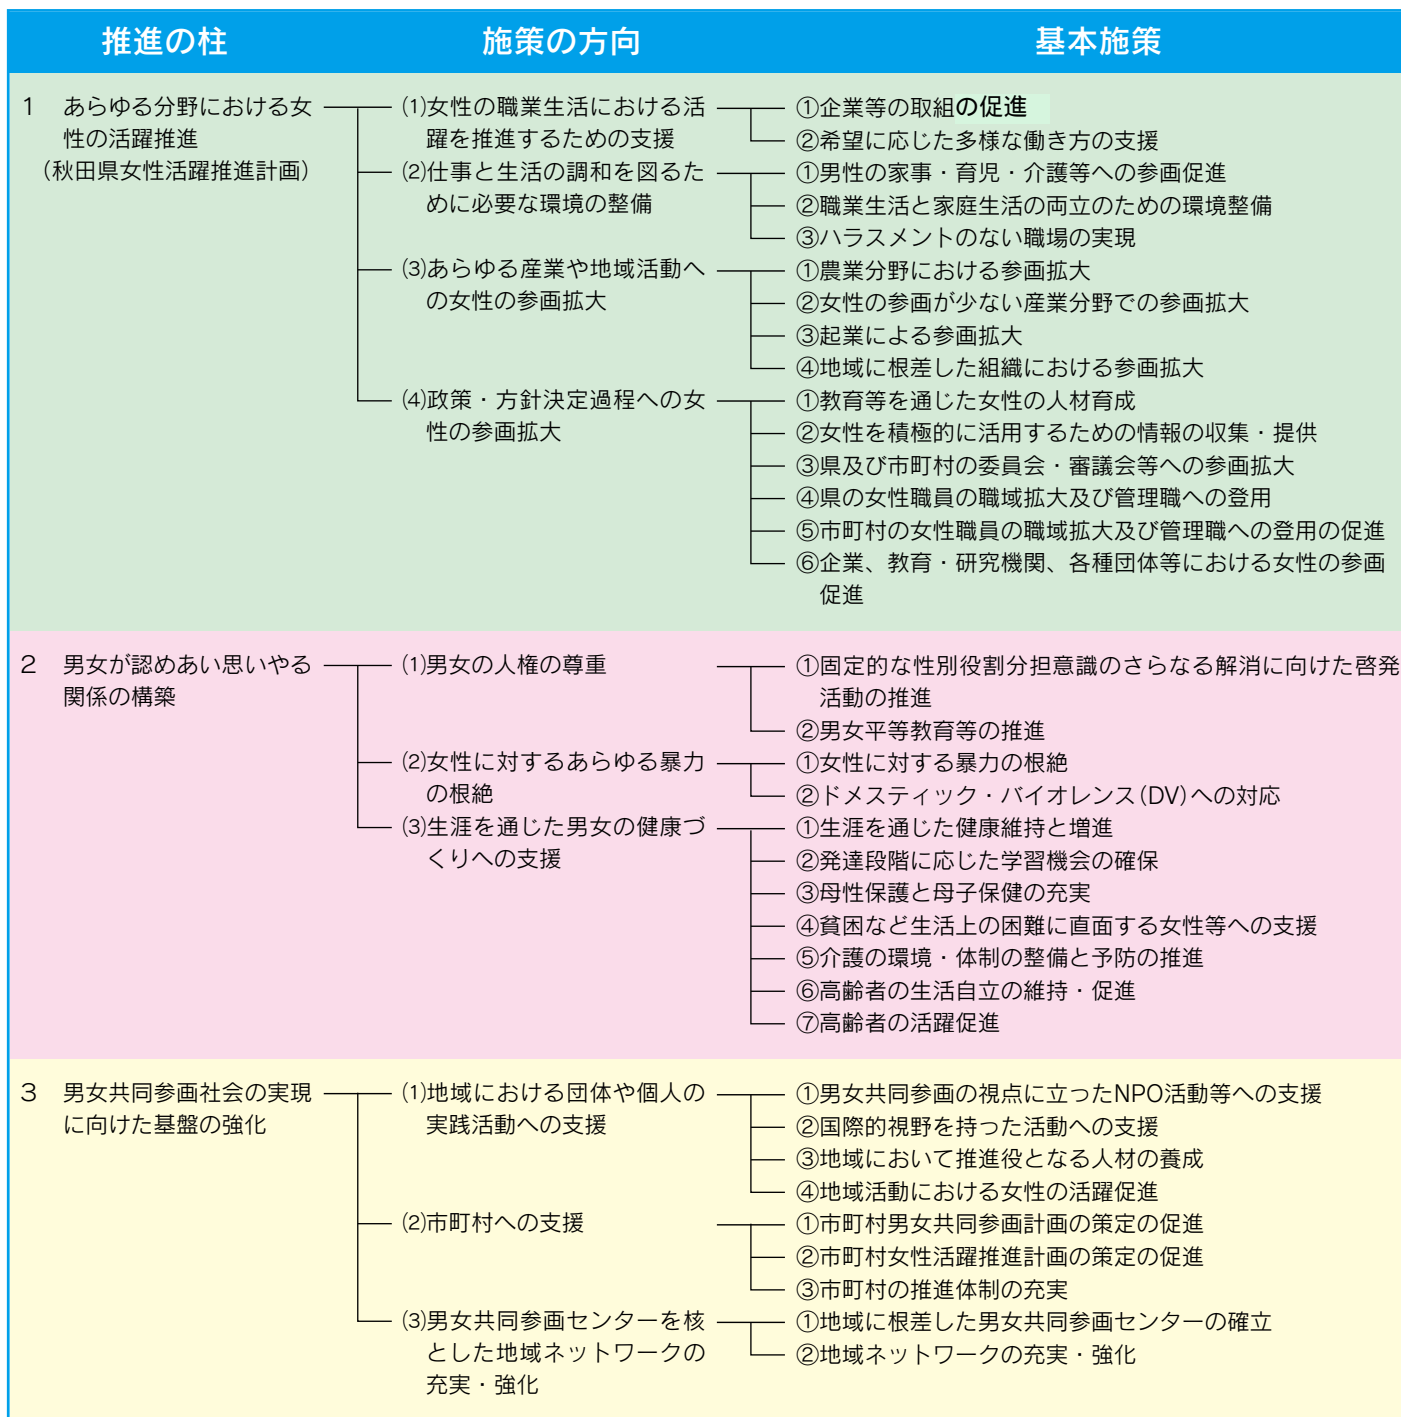 推進の柱
施策の方向
基本施策
1 あらゆる分野における女
性の活躍推進
（秋田県女性活躍推進計画）
⑴女性の職業生活における活
躍を推進するための支援
①企業等の取組の促進
②希望に応じた多様な働き方の支援
⑵仕事と生活の調和を図るた
めに必要な環境の整備
①男性の家事・育児・介護等への参画促進
②職業生活と家庭生活の両立のための環境整備
③ハラスメントのない職場の実現
⑶あらゆる産業や地域活動へ
の女性の参画拡大
①農業分野における参画拡大
②女性の参画が少ない産業分野での参画拡大
③起業による参画拡大
④地域に根差した組織における参画拡大
⑷政策・方針決定過程への女
性の参画拡大
①教育等を通じた女性の人材育成
②女性を積極的に活用するための情報の収集・提供
③県及び市町村の委員会・審議会等への参画拡大
④県の女性職員の職域拡大及び管理職への登用
⑤市町村の女性職員の職域拡大及び管理職への登用の促進
⑥企業、教育・研究機関、各種団体等における女性の参画
促進
2 男女が認めあい思いやる
関係の構築
⑴男女の人権の尊重
①固定的な性別役割分担意識のさらなる解消に向けた啓発
活動の推進
②男女平等教育等の推進
⑵女性に対するあらゆる暴力
の根絶
①女性に対する暴力の根絶
②ドメスティック・バイオレンス（DV）への対応
⑶生涯を通じた男女の健康づ
くりへの支援
①生涯を通じた健康維持と増進
②発達段階に応じた学習機会の確保
③母性保護と母子保健の充実
④貧困など生活上の困難に直面する女性等への支援
⑤介護の環境・体制の整備と予防の推進
⑥高齢者の生活自立の維持・促進
⑦高齢者の活躍促進
3 男女共同参画社会の実現
に向けた基盤の強化
⑴地域における団体や個人の
実践活動への支援
①男女共同参画の視点に立ったNPO活動等への支援
②国際的視野を持った活動への支援
③地域において推進役となる人材の養成
④地域活動における女性の活躍促進
⑵市町村への支援
①市町村男女共同参画計画の策定の促進
②市町村女性活躍推進計画の策定の促進
③市町村の推進体制の充実
⑶男女共同参画センターを核
とした地域ネットワークの
充実・強化
①地域に根差した男女共同参画センターの確立
②地域ネットワークの充実・強化